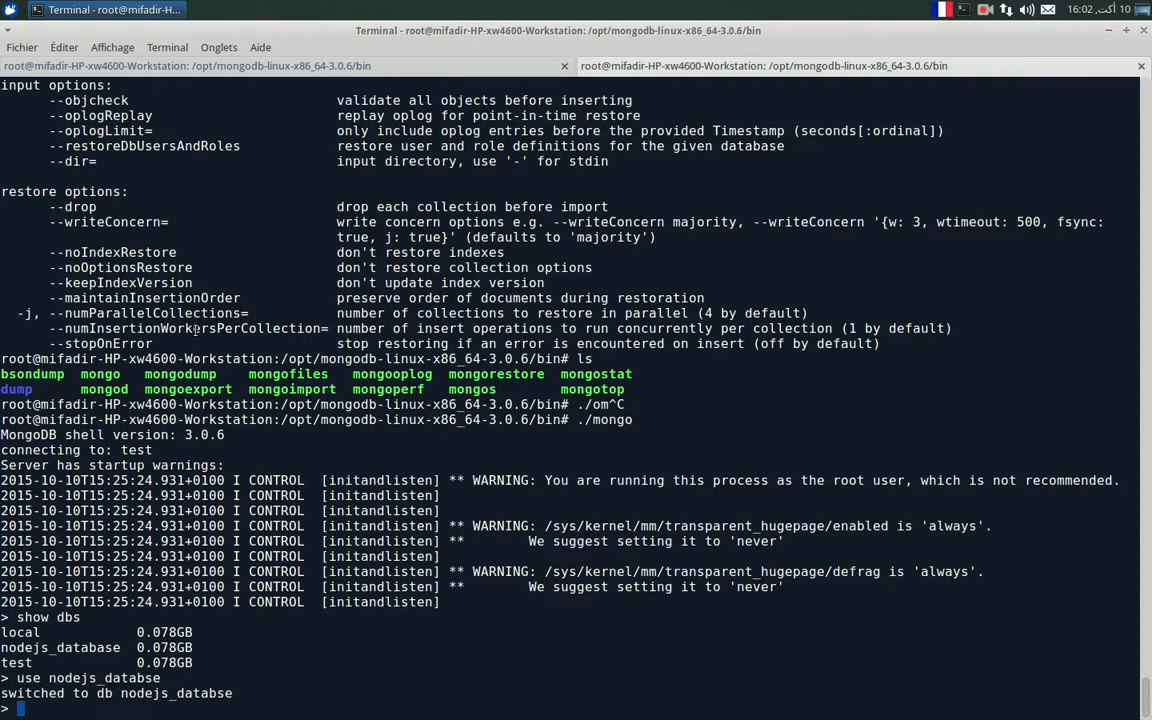 Terminal - root@mifadir-H...
10 أكت, 16:02
Terminal - root@mifadir-HP-xw4600-Workstation: /opt/mongodb-linux-x86_64-3.0.6/bin
Fichier Éditer Affichage Terminal Onglets Aide
root@mifadir-HP-xw4600-Workstation: /opt/mongodb-linux-x86_64-3.0.6/bin
root@mifadir-HP-xw4600-Workstation: /opt/mongodb-linux-x86_64-3.0.6/bin
input options:
--objcheck validate all objects before inserting
--oplogReplay replay oplog for point-in-time restore
--oplogLimit= only include oplog entries before the provided Timestamp (seconds[:ordinal])
--restoreDbUsersAndRoles restore user and role definitions for the given database
--dir= input directory, use '-' for stdin
restore options:
--drop drop each collection before import
--writeConcern= write concern options e.g. --writeConcern majority, --writeConcern '{w: 3, wtimeout: 500, fsync:
true, j: true}' (defaults to 'majority')
--noIndexRestore don't restore indexes
--noOptionsRestore don't restore collection options
--keepIndexVersion don't update index version
--maintainInsertionOrder preserve order of documents during restoration
-j, --numParallelCollections= number of collections to restore in parallel (4 by default)
--numInsertionWorkersPerCollection= number of insert operations to run concurrently per collection (1 by default)
--stopOnError stop restoring if an error is encountered on insert (off by default)
root@mifadir-HP-xw4600-Workstation:/opt/mongodb-linux-x86_64-3.0.6/bin# ls
bsondump mongo mongodump mongofiles mongooplog mongorestore mongostat
dump mongod mongoexport mongoimport mongoperf mongos mongotop
root@mifadir-HP-xw4600-Workstation:/opt/mongodb-linux-x86_64-3.0.6/bin# ./om^C
root@mifadir-HP-xw4600-Workstation:/opt/mongodb-linux-x86_64-3.0.6/bin# ./mongo
MongoDB shell version: 3.0.6
connecting to: test
Server has startup warnings:
2015-10-10T15:25:24.931+0100 I CONTROL [initandlisten] ** WARNING: You are running this process as the root user, which is not recommended.
2015-10-10T15:25:24.931+0100 I CONTROL [initandlisten]
2015-10-10T15:25:24.931+0100 I CONTROL [initandlisten]
2015-10-10T15:25:24.931+0100 I CONTROL [initandlisten] ** WARNING: /sys/kernel/mm/transparent_hugepage/enabled is 'always'.
2015-10-10T15:25:24.931+0100 I CONTROL [initandlisten] ** We suggest setting it to 'never'
2015-10-10T15:25:24.931+0100 I CONTROL [initandlisten]
2015-10-10T15:25:24.931+0100 I CONTROL [initandlisten] ** WARNING: /sys/kernel/mm/transparent_hugepage/defrag is 'always'.
2015-10-10T15:25:24.931+0100 I CONTROL [initandlisten] ** We suggest setting it to 'never'
2015-10-10T15:25:24.931+0100 I CONTROL [initandlisten]
> show dbs
local 0.078GB
nodejs_database 0.078GB
test 0.078GB
> use nodejs_databse
switched to db nodejs_databse
>